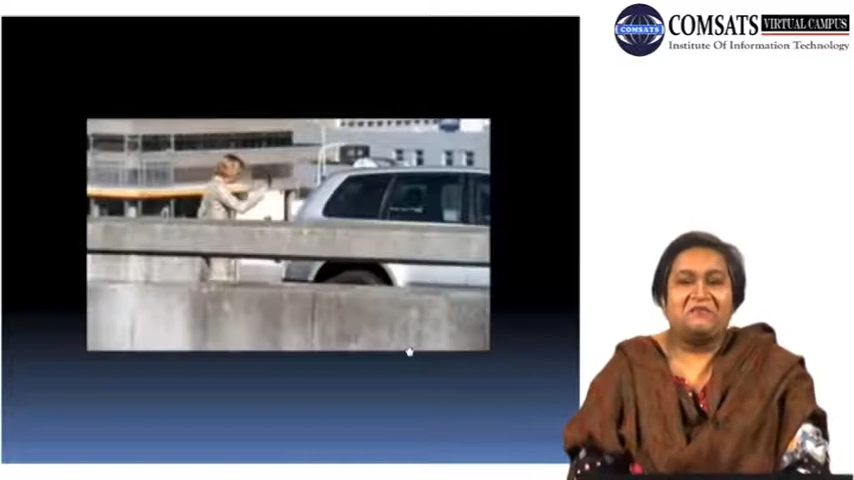 COMSATS VIRTUAL CAMPUS
Institute Of Information Technology
COMSATS